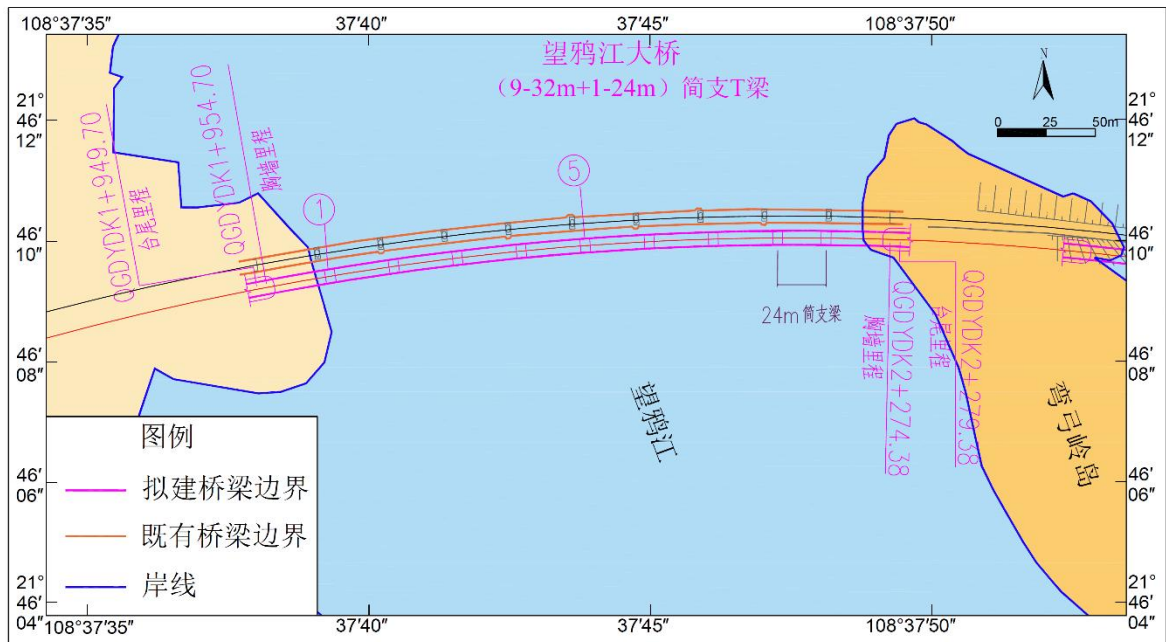 108°37′35″
37′40″
37′45″
108°37′50″
望鸦江大桥
（9-32m+1-24m）简支T梁
N
0 25 50m
21°
46′
12″
21°
46′
12″
QGDYDK1+949.70
台尾里程
QGDYDK1+954.70
胸墙里程
1
5
46′
10″
46′
10″
24m简支梁
胸墙里程
QGDYDK2+274.38
台尾里程
QGDYDK2+279.38
46′
08″
46′
08″
望鸦江
弯弓岭岛
图例
拟建桥梁边界
既有桥梁边界
岸线
46′
06″
46′
06″
21°
46′
04″
21°
46′
04″
108°37′35″
37′40″
37′45″
108°37′50″